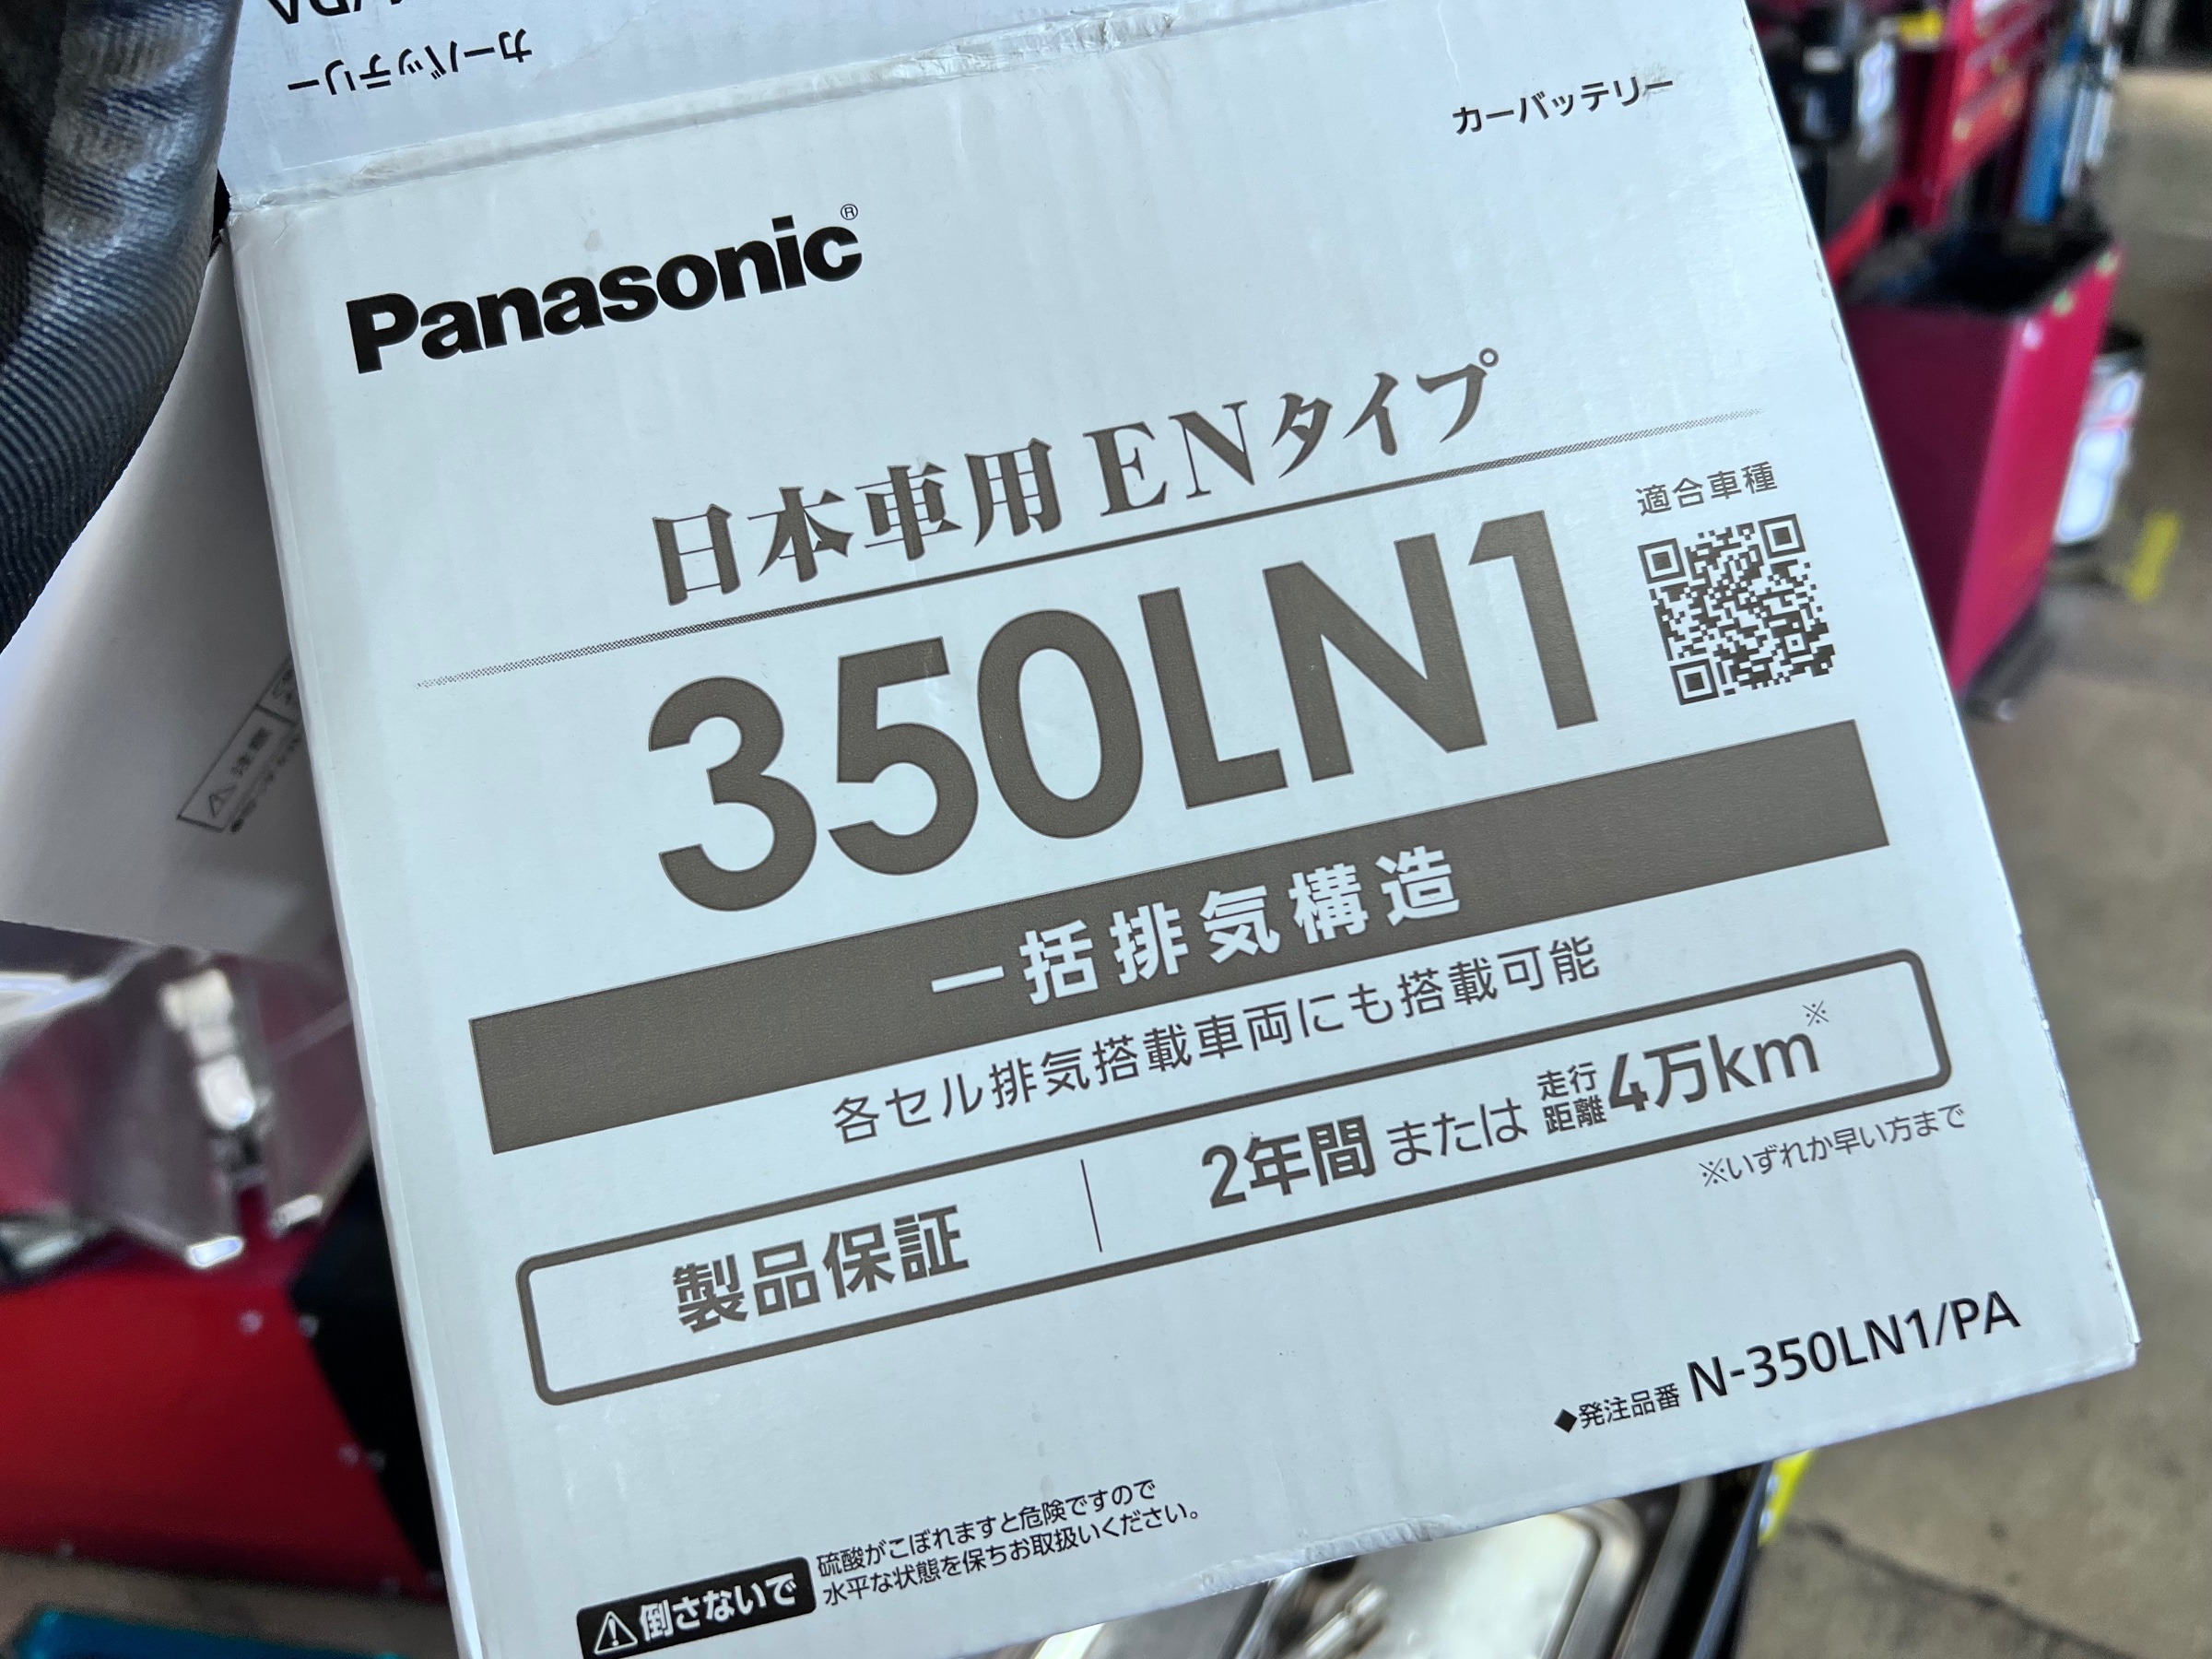 カーバッテリー
カーバッテリー
Panasonic®
日本車用 ENタイプ
適合車種
350LN1
一括排気構造
各セル排気搭載車両にも搭載可能
製品保証
2年間 または 走行距離 4万km※
※いずれか早い方まで
◆発注品番 N-350LN1/PA
⚠倒さないで
硫酸がこぼれますと危険ですので
水平な状態を保ちお取扱いください。
⚠注意